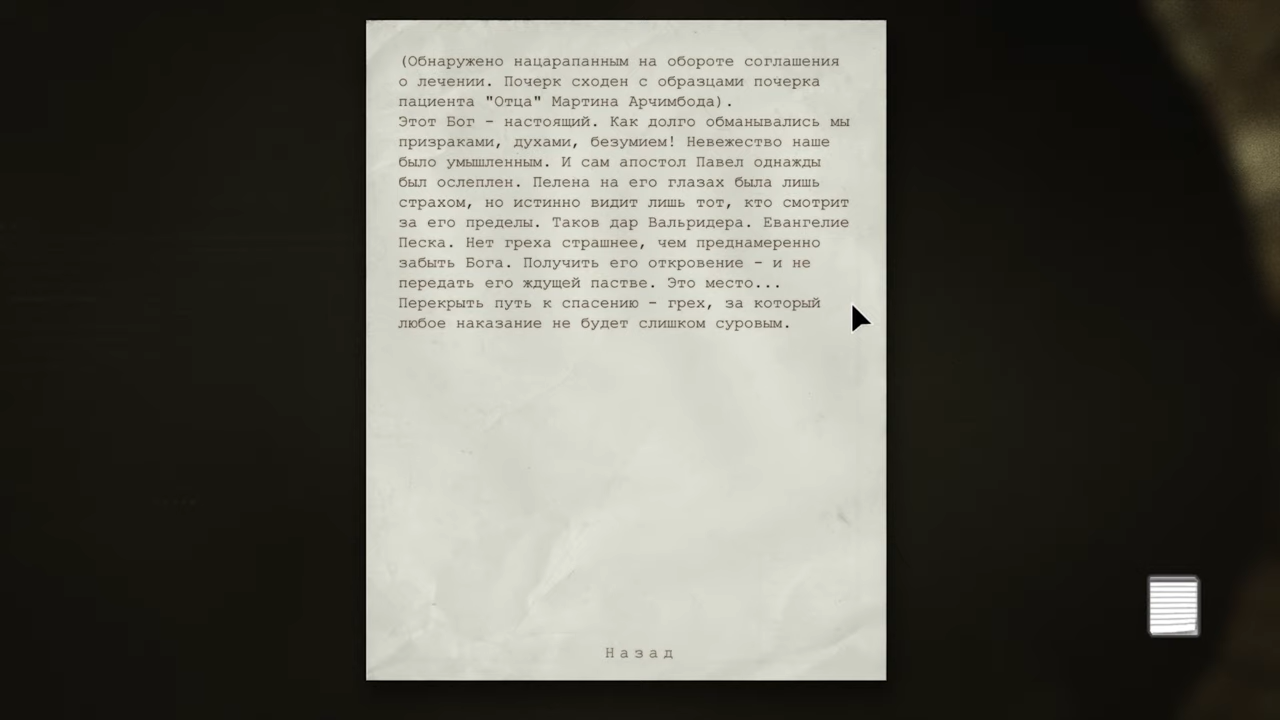 (Обнаружено нацарапанным на обороте соглашения
о лечении. Почерк сходен с образцами почерка
пациента "Отца" Мартина Арчимбода).
Этот Бог – настоящий. Как долго обманывались мы
призраками, духами, безумием! Невежество наше
было умышленным. И сам апостол Павел однажды
был ослеплен. Пелена на его глазах была лишь
страхом, но истинно видит лишь тот, кто смотрит
за его пределы. Таков дар Вальридера. Евангелие
Песка. Нет греха страшнее, чем преднамеренно
забыть Бога. Получить его откровение – и не
передать его ждущей пастве. Это место...
Перекрыть путь к спасению – грех, за который
любое наказание не будет слишком суровым.
Назад